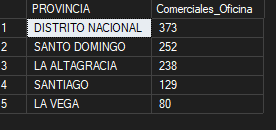 PROVINCIA Comerciales_Oficina
1 DISTRITO NACIONAL 373
2 SANTO DOMINGO 252
3 LA ALTAGRACIA 238
4 SANTIAGO 129
5 LA VEGA 80